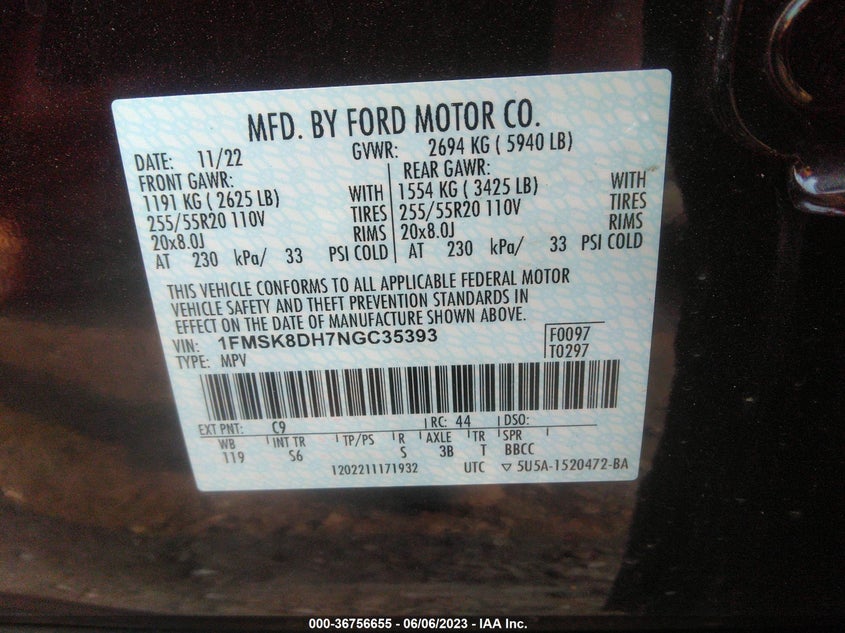 MFD. BY FORD MOTOR CO.
DATE: 11/22 GVWR: 2694 KG ( 5940 LB)
FRONT GAWR: REAR GAWR:
1191 KG ( 2625 LB) WITH 1554 KG ( 3425 LB) WITH
255/55R20 110V TIRES 255/55R20 110V TIRES
20x8.0J RIMS 20x8.0J RIMS
AT 230 kPa/ 33 PSI COLD AT 230 kPa/ 33 PSI COLD
THIS VEHICLE CONFORMS TO ALL APPLICABLE FEDERAL MOTOR
VEHICLE SAFETY AND THEFT PREVENTION STANDARDS IN
EFFECT ON THE DATE OF MANUFACTURE SHOWN ABOVE.
VIN: 1FMSK8DH7NGC35393 F0097
TYPE: MPV T0297
EXT PNT: C9 RC: 44 DSO:
WB INT TR TP/PS R AXLE TR SPR
119 S6 S 3B T BBCC
1202211171932 UTC ▽ 5U5A-1520472-BA
000-36756655 - 06/06/2023 - IAA Inc.